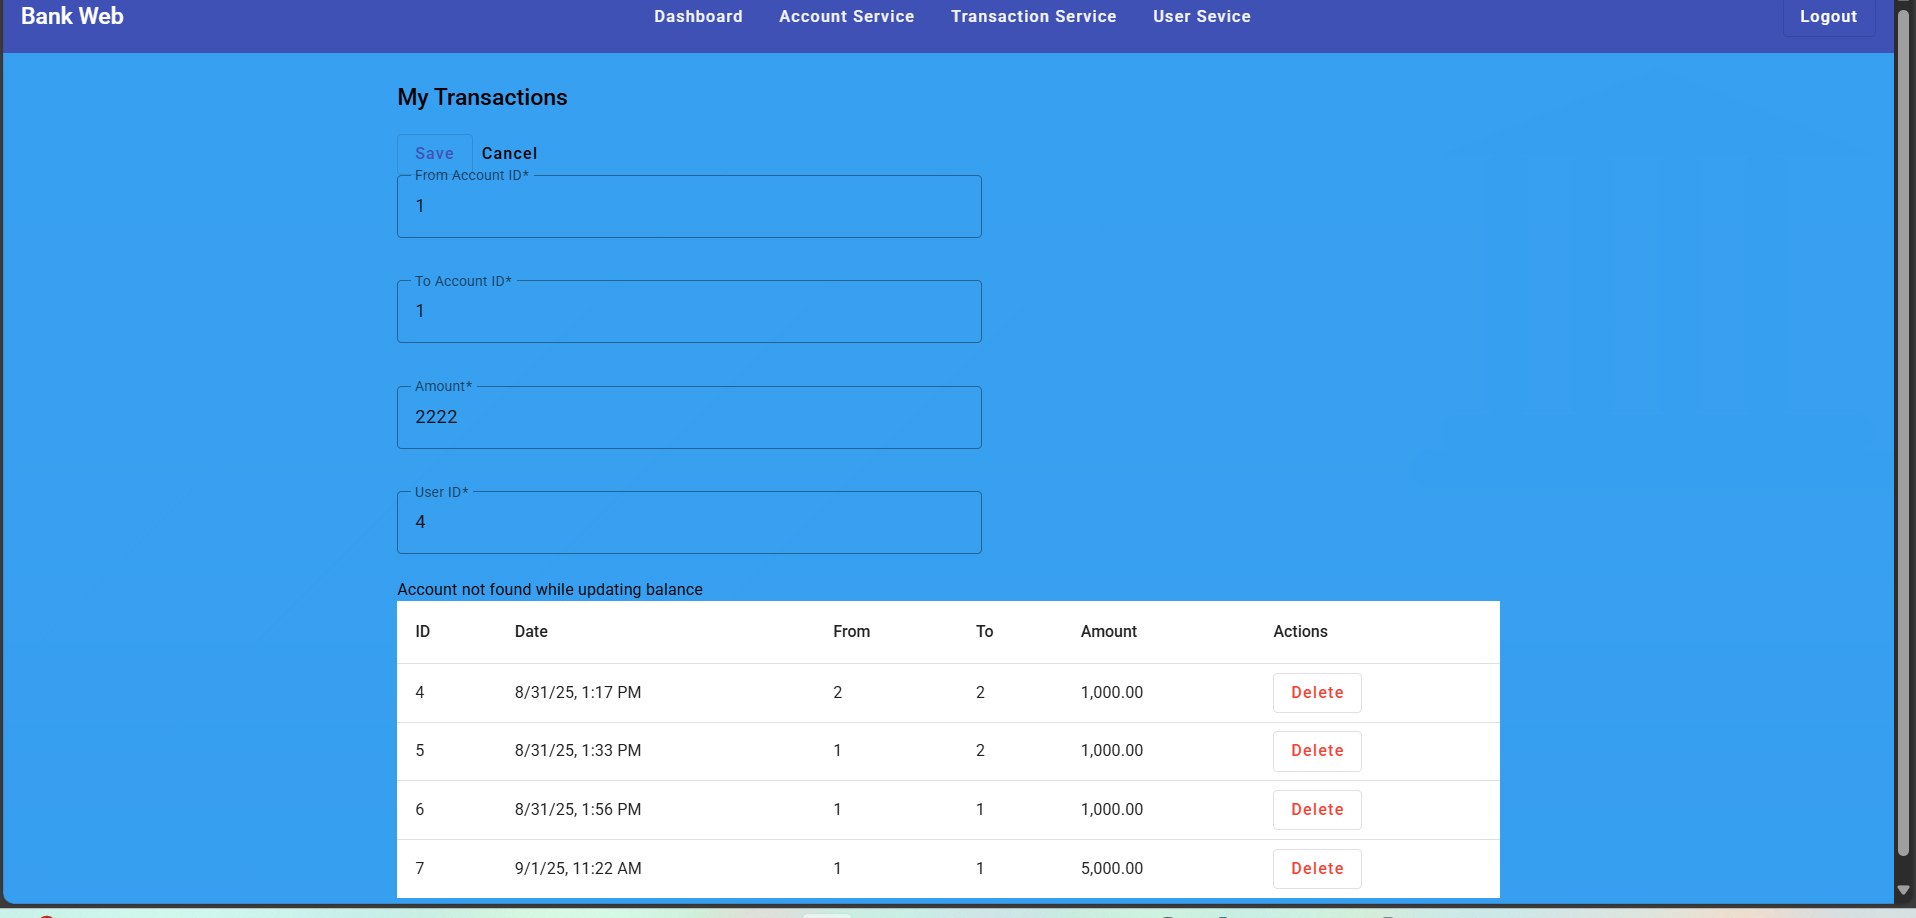 Bank Web Dashboard Account Service Transaction Service User Sevice Logout
My Transactions
Save Cancel
From Account ID*
1
To Account ID*
1
Amount*
2222
User ID*
4
Account not found while updating balance
ID Date From To Amount Actions
4 8/31/25, 1:17 PM 2 2 1,000.00 Delete
5 8/31/25, 1:33 PM 1 2 1,000.00 Delete
6 8/31/25, 1:56 PM 1 1 1,000.00 Delete
7 9/1/25, 11:22 AM 1 1 5,000.00 Delete